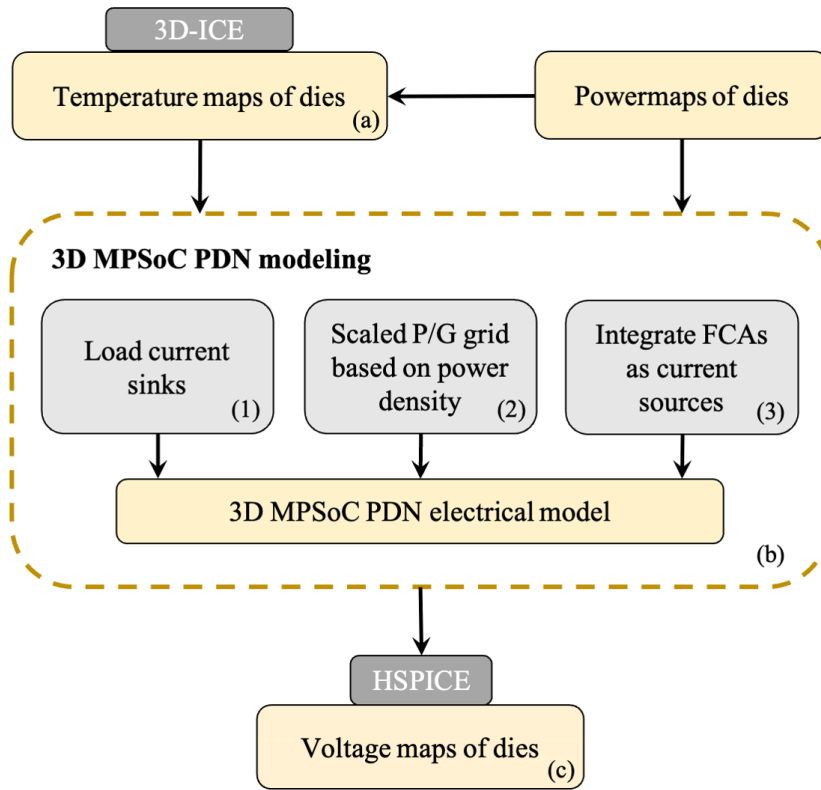 3D-ICE
Temperature maps of dies
(a)
Powermaps of dies
3D MPSoC PDN modeling
Load current
sinks
(1)
Scaled P/G grid
based on power
density
(2)
Integrate FCAs
as current
sources
(3)
3D MPSoC PDN electrical model
(b)
HSPICE
Voltage maps of dies
(c)